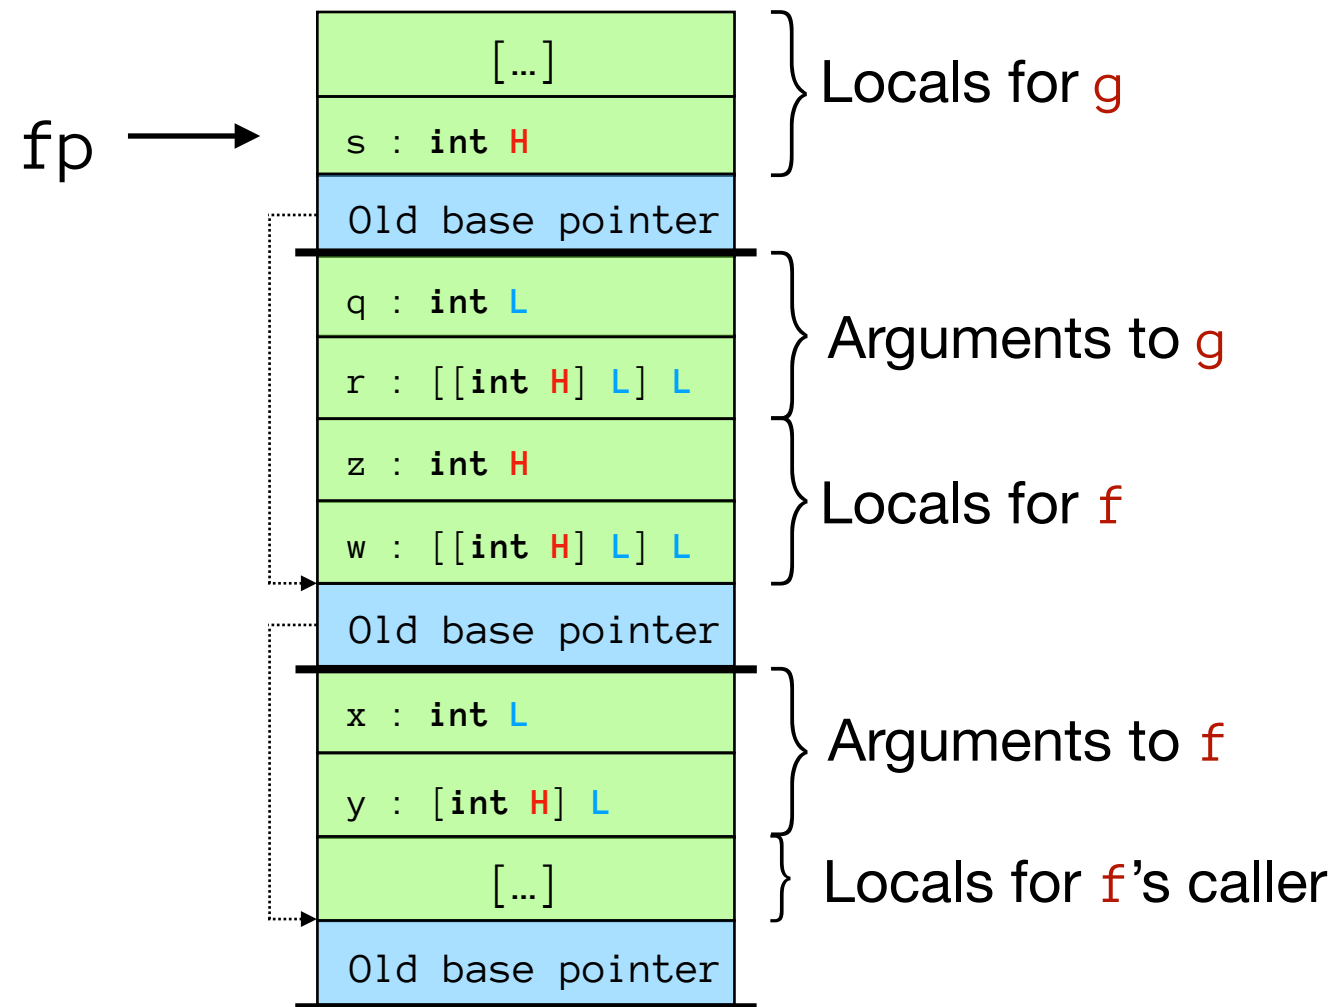 […]
Locals for g
fp
s : int H
Old base pointer
q : int L
Arguments to g
r : [[int H] L] L
z : int H
Locals for f
w : [[int H] L] L
Old base pointer
x : int L
Arguments to f
y : [int H] L
[…]
Locals for f’s caller
Old base pointer